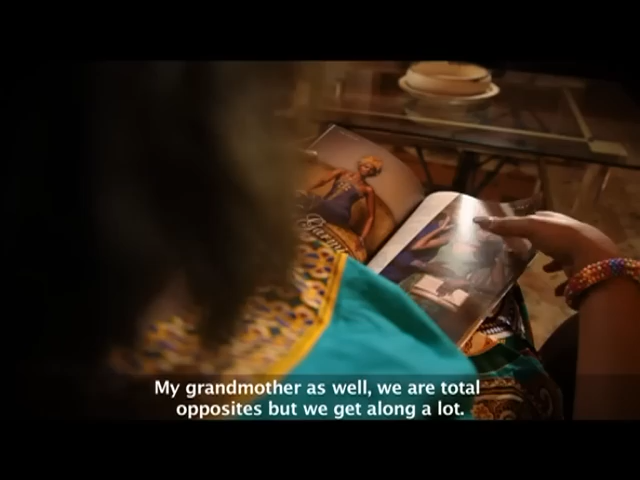 My grandmother as well, we are total
opposites but we get along a lot.